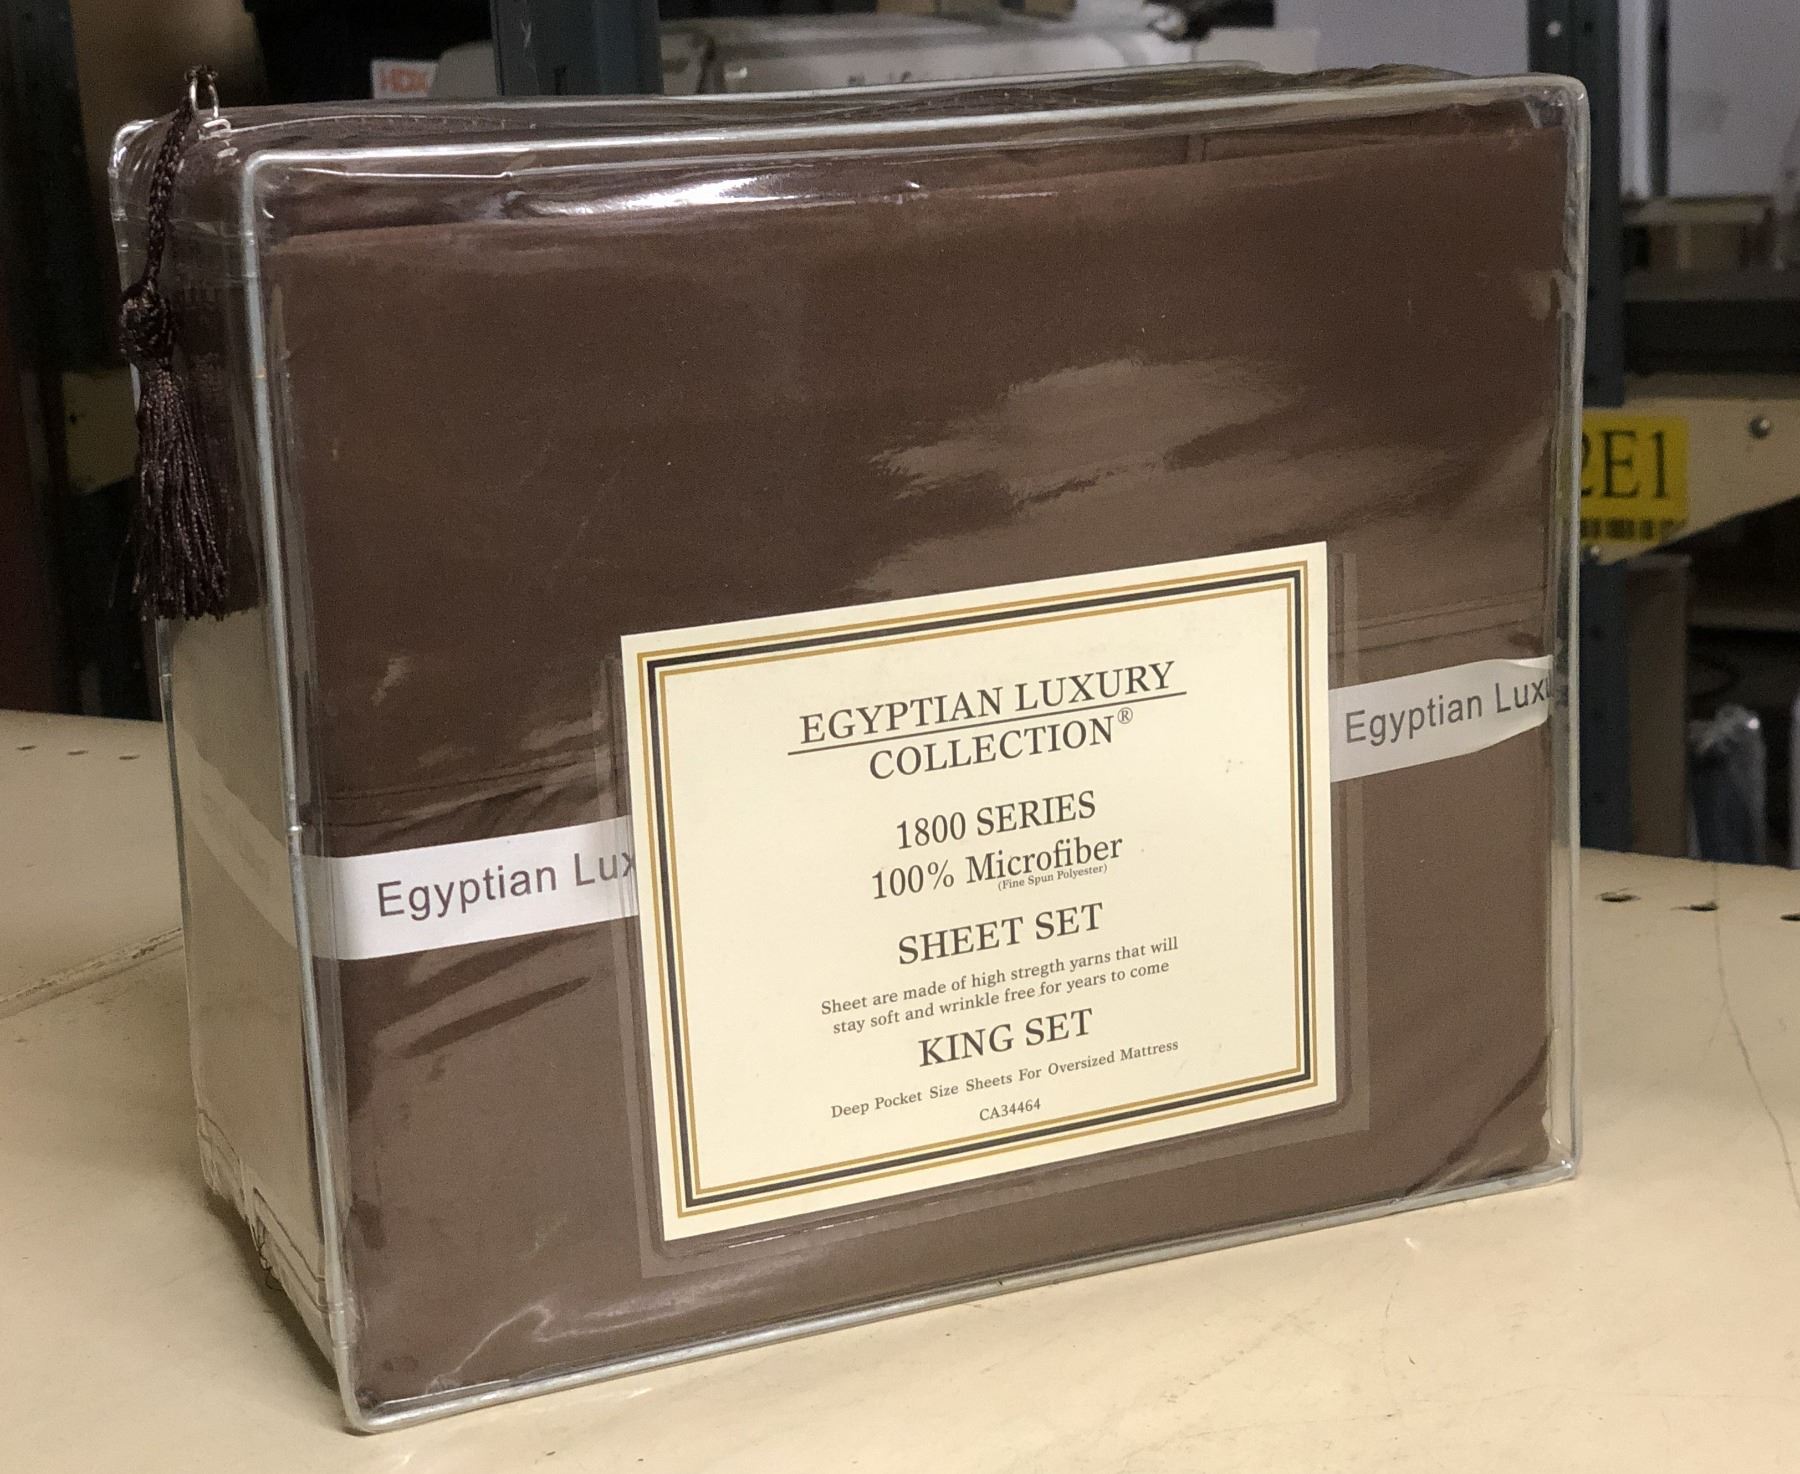 EGYPTIAN LUXURY
COLLECTION®
1800 SERIES
100% Microfiber
(Fine Spun Polyester)
SHEET SET
Sheet are made of high stregth yarns that will
stay soft and wrinkle free for years to come
KING SET
Deep Pocket Size Sheets For Oversized Mattress
CA34464
Egyptian Lux
Egyptian Lux
2E1
HDX